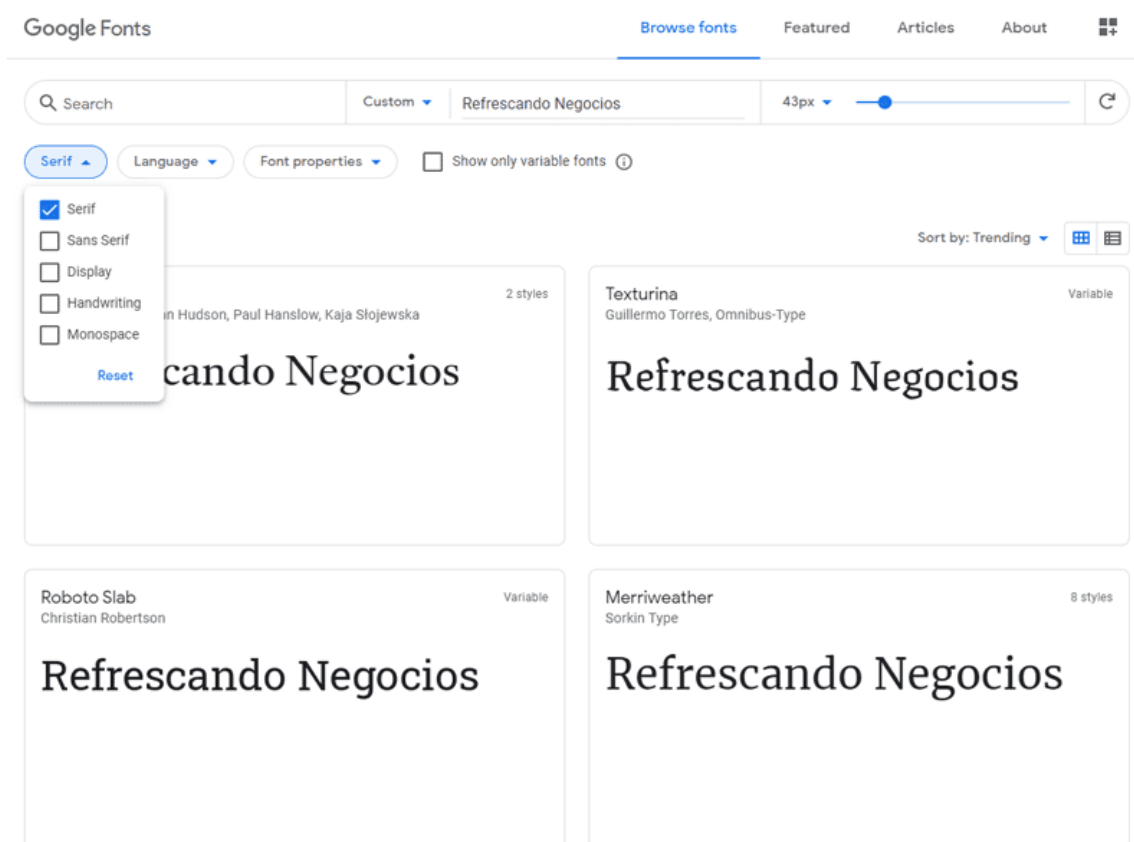 Google Fonts
Browse fonts Featured Articles About
Search Custom Refrescando Negocios 43px
Serif Language Font properties Show only variable fonts
Serif
Sans Serif
Display
Handwriting
Monospace
Reset
Sort by: Trending
2 styles
Hudson, Paul Hanslow, Kaja Słojewska
cando Negocios
Texturina Variable
Guillermo Torres, Omnibus-Type
Refrescando Negocios
Roboto Slab Variable
Christian Robertson
Refrescando Negocios
Merriweather 8 styles
Sorkin Type
Refrescando Negocios